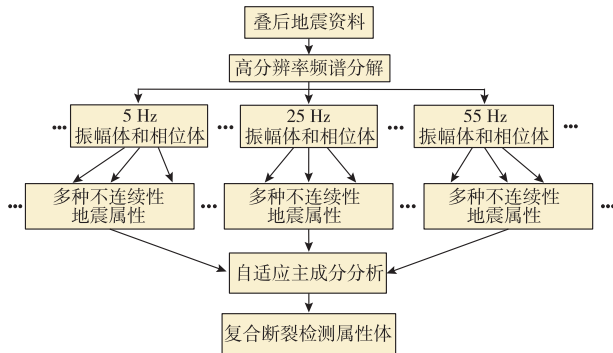 叠后地震资料
高分辨率频谱分解
••• 5 Hz ••• 25 Hz ••• 55 Hz •••
振幅体和相位体 振幅体和相位体 振幅体和相位体
••• 多种不连续性 ••• 多种不连续性 ••• 多种不连续性 •••
地震属性 地震属性 地震属性
自适应主成分分析
复合断裂检测属性体